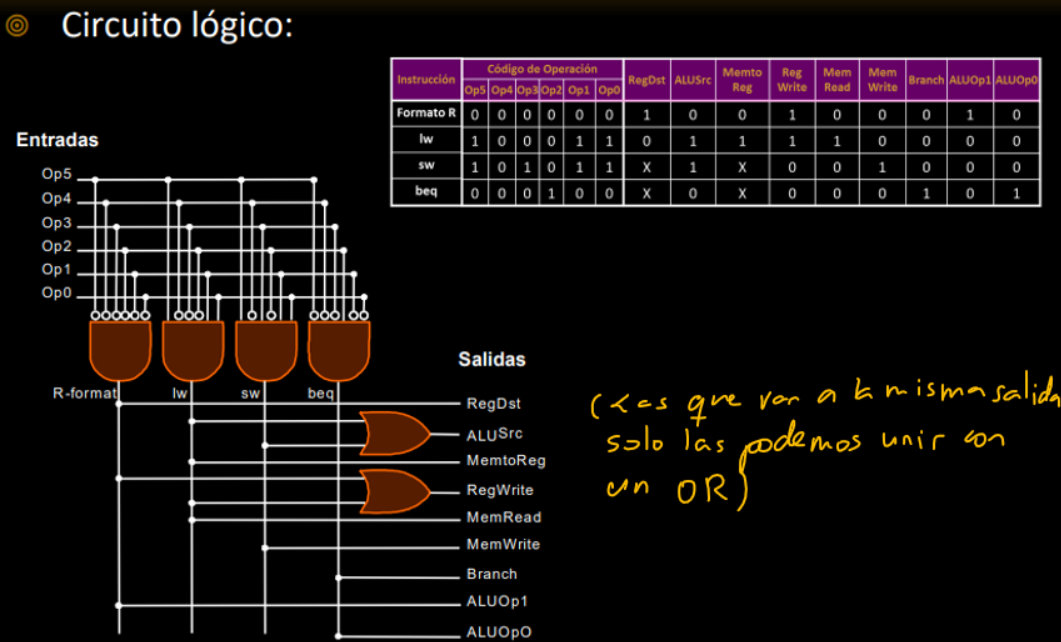 Circuito lógico:
Instrucción Código de Operación RegDst ALUSrc Memto Reg Reg Write Mem Read Mem Write Branch ALUOp1 ALUOp0
Op5 Op4 Op3 Op2 Op1 Op0
Formato R 0 0 0 0 0 0 1 0 0 1 0 0 0 1 0
lw 1 0 0 0 1 1 0 1 1 1 1 0 0 0 0
sw 1 0 1 0 1 1 X 1 X 0 0 1 0 0 0
beq 0 0 0 1 0 0 X 0 X 0 0 0 1 0 1
Entradas
Op5
Op4
Op3
Op2
Op1
Op0
R-format lw sw beq
Salidas
RegDst
ALUSrc
MemtoReg
RegWrite
MemRead
MemWrite
Branch
ALUOp1
ALUOpO
(Las que van a la misma salida
solo las podemos unir con
un OR)